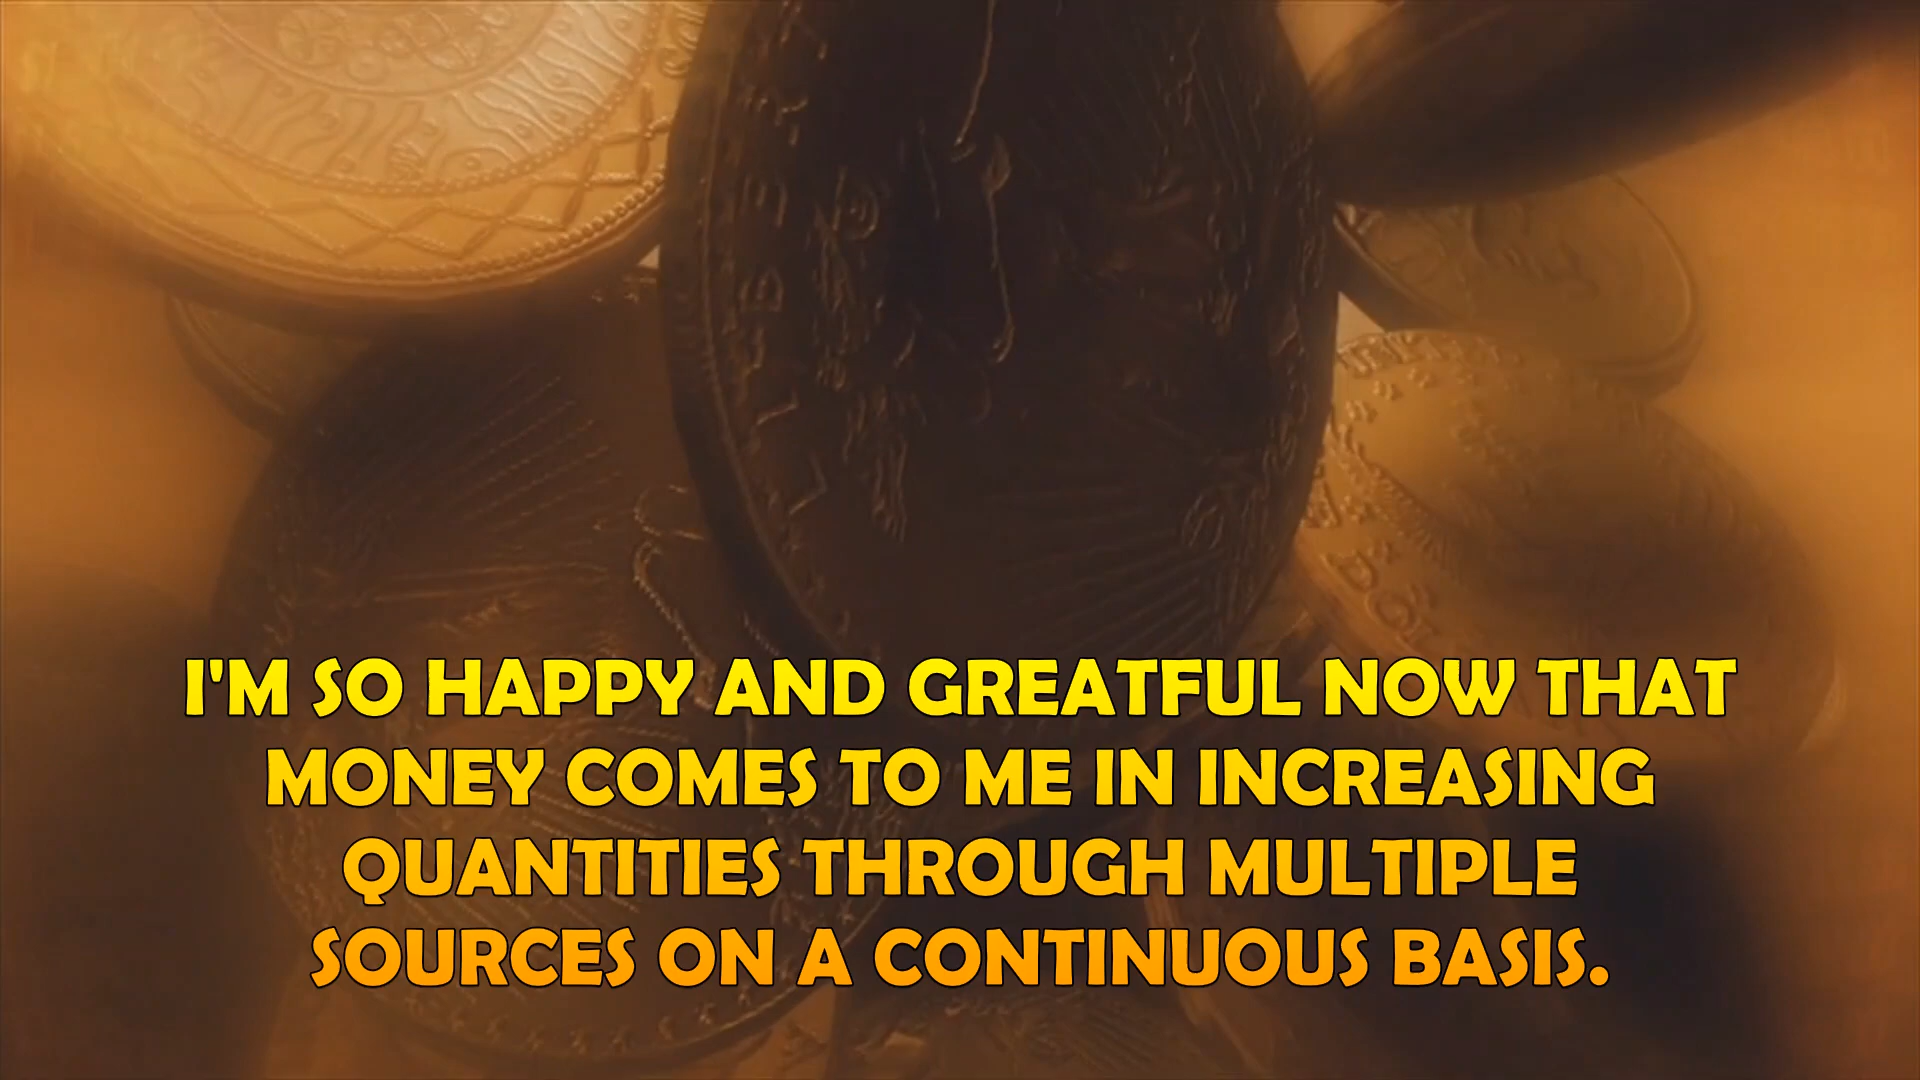 I'M SO HAPPY AND GREATFUL NOW THAT
MONEY COMES TO ME IN INCREASING
QUANTITIES THROUGH MULTIPLE
SOURCES ON A CONTINUOUS BASIS.